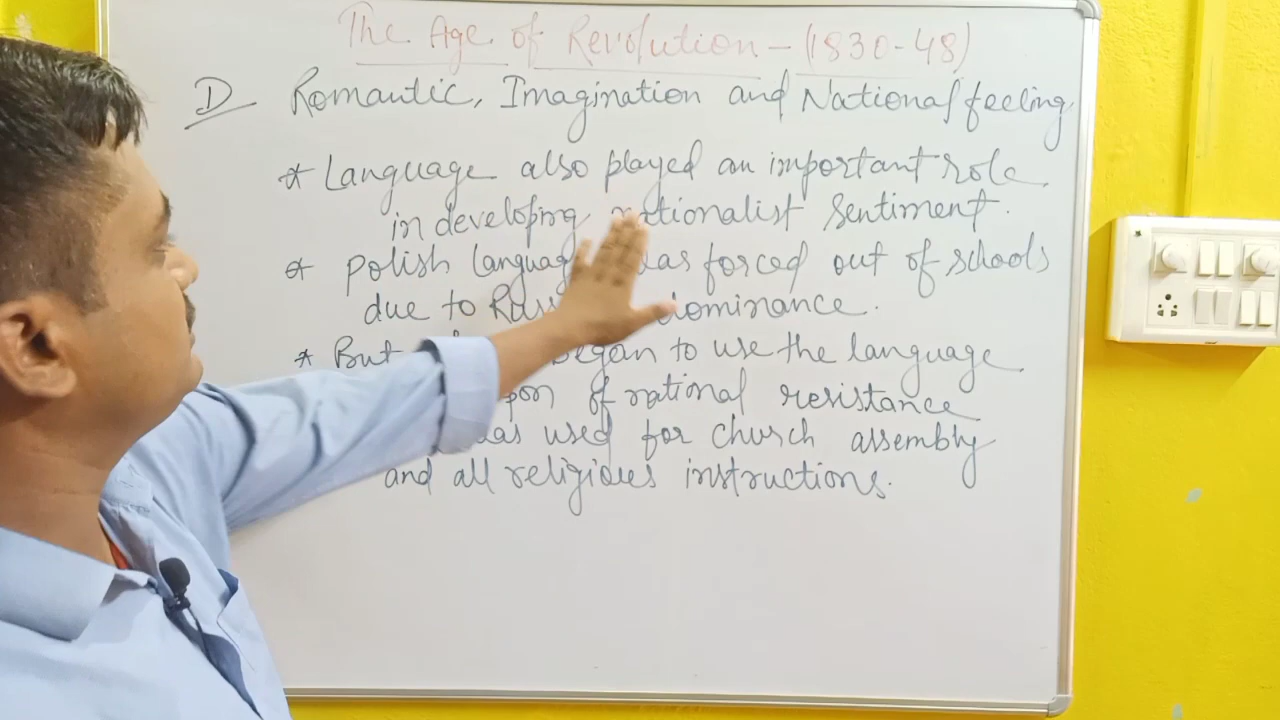 The Age of Revolution - (1830-48)
D Romantic, Imagination and National feeling
* Language also played an important role
in developing nationalist sentiment.
* polish language was forced out of schools
due to dominance.
* But began to use the language
of national resistance
was used for church assembly
and all religious instructions.